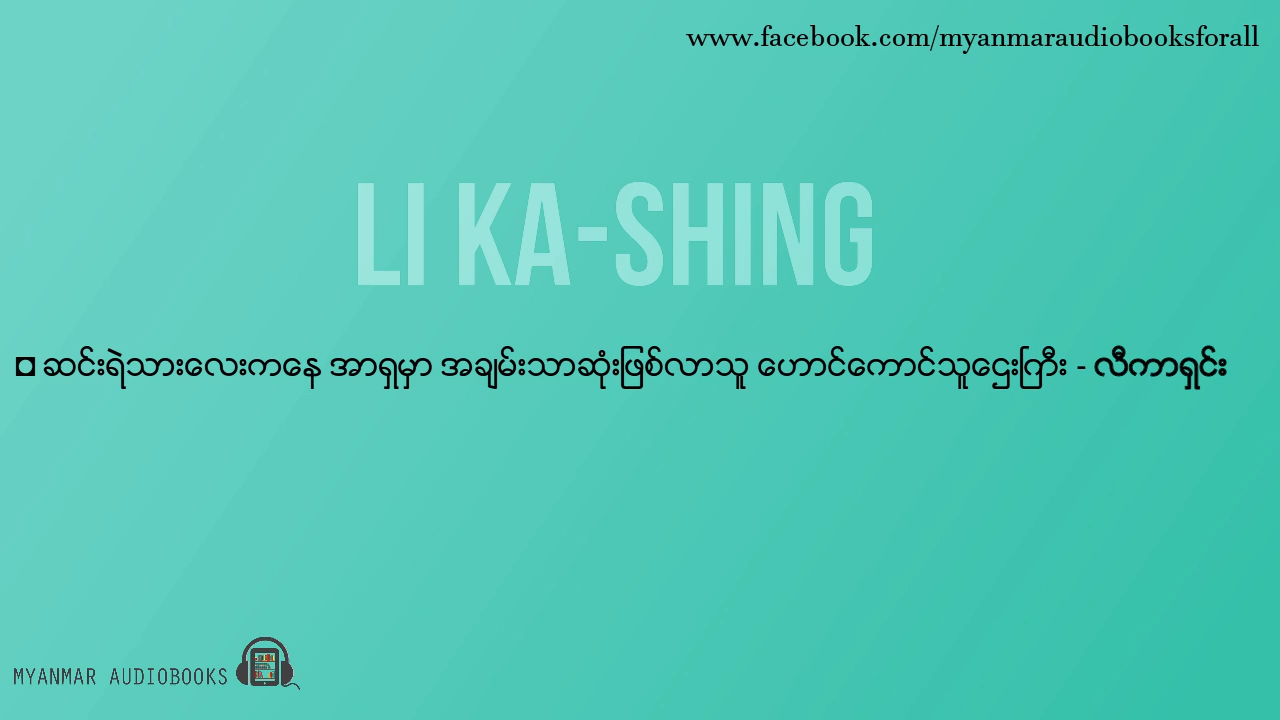 www.facebook.com/myanmaraudiobooksforall
LI KA-SHING
◘ ဆင်းရဲသားလေးကနေ အာရှမှာ အချမ်းသာဆုံးဖြစ်လာသူ ဟောင်ကောင်သူဌေးကြီး - လီကာရှင်း
MYANMAR AUDIOBOOKS